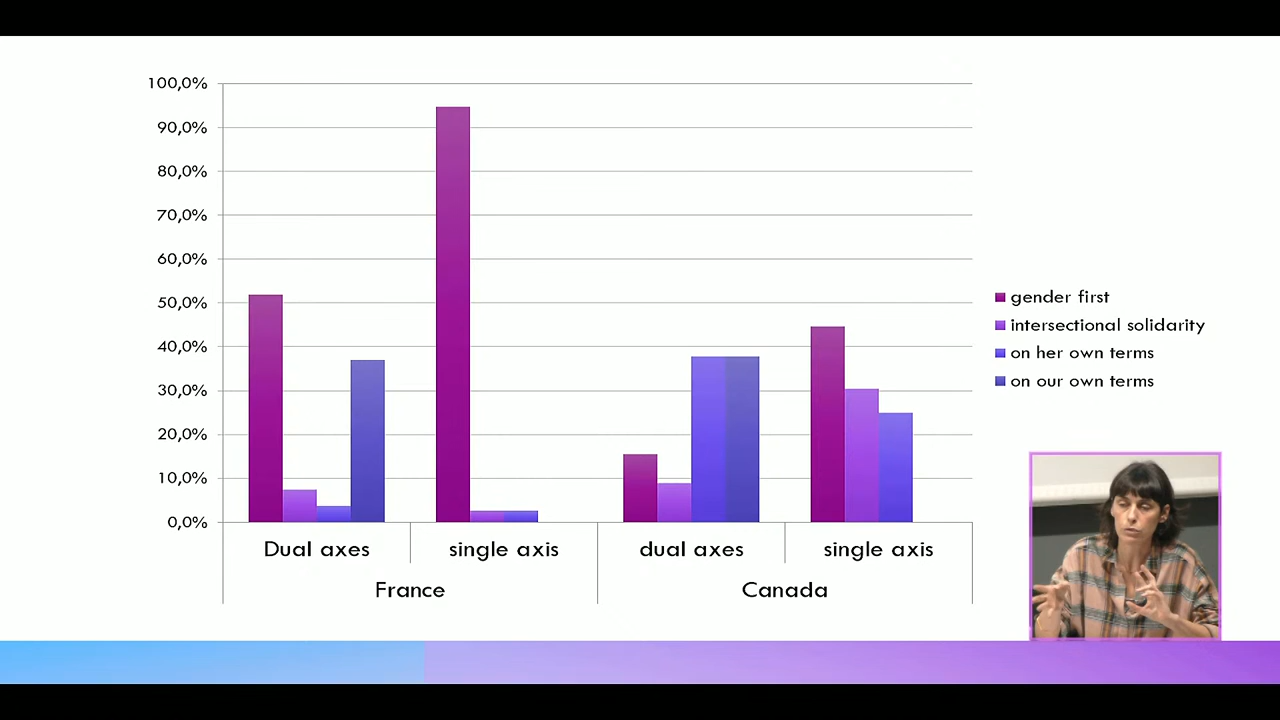 100,0%
90,0%
80,0%
70,0%
60,0%
50,0%
40,0%
30,0%
20,0%
10,0%
0,0%
Dual axes
single axis
dual axes
single axis
France
Canada
gender first
intersectional solidarity
on her own terms
on our own terms